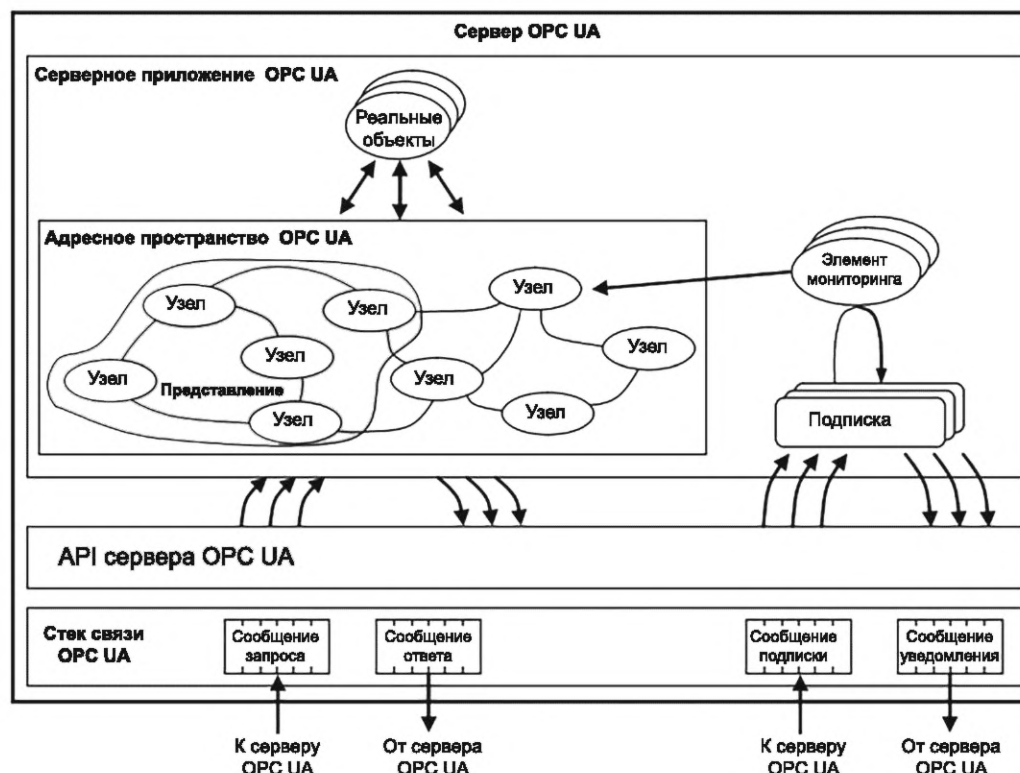 Сервер OPC UA
Серверное приложение OPC UA
Реальные
объекты
Адресное пространство OPC UA
Элемент
мониторинга
Узел
Узел
Узел
Узел
Узел
Узел
Узел
Представление
Узел
Узел
Подписка
API сервера OPC UA
Стек связи
OPC UA
Сообщение
запроса
Сообщение
ответа
Сообщение
подписки
Сообщение
уведомления
К серверу
OPC UA
От сервера
OPC UA
К серверу
OPC UA
От сервера
OPC UA